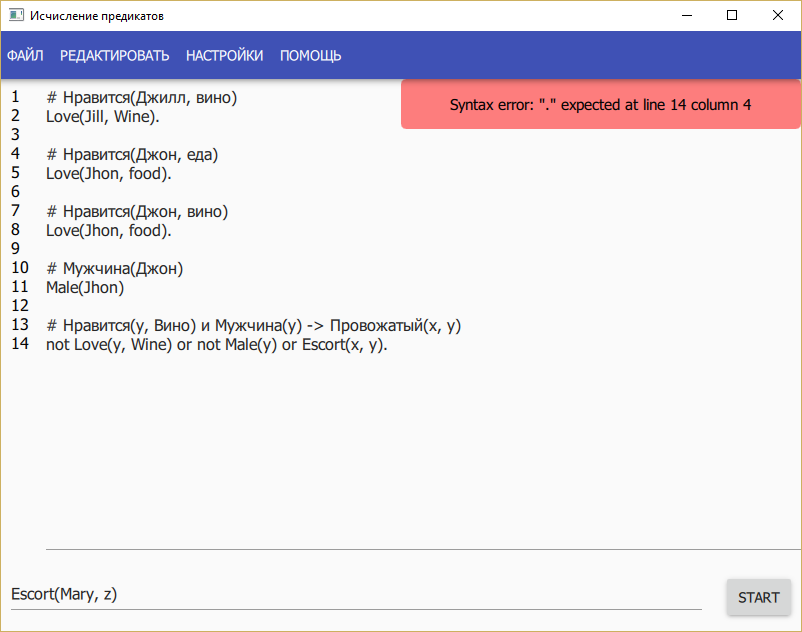 Исчисление предикатов
ФАЙЛ РЕДАКТИРОВАТЬ НАСТРОЙКИ ПОМОЩЬ
Syntax error: "." expected at line 14 column 4
1 # Нравится(Джилл, вино)
2 Love(Jill, Wine).
3
4 # Нравится(Джон, еда)
5 Love(Jhon, food).
6
7 # Нравится(Джон, вино)
8 Love(Jhon, food).
9
10 # Мужчина(Джон)
11 Male(Jhon)
12
13 # Нравится(y, Вино) и Мужчина(y) -> Провожатый(x, y)
14 not Love(y, Wine) or not Male(y) or Escort(x, y).
Escort(Mary, z)
START